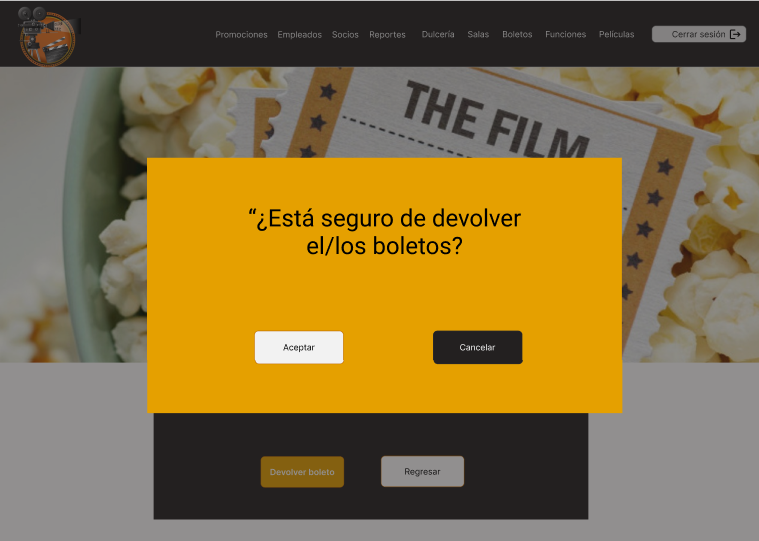 Promociones Empleados Socios Reportes Dulcería Salas Boletos Funciones Películas Cerrar sesión
THE FILM
“¿Está seguro de devolver
el/los boletos?
Aceptar Cancelar
Devolver boleto Regresar